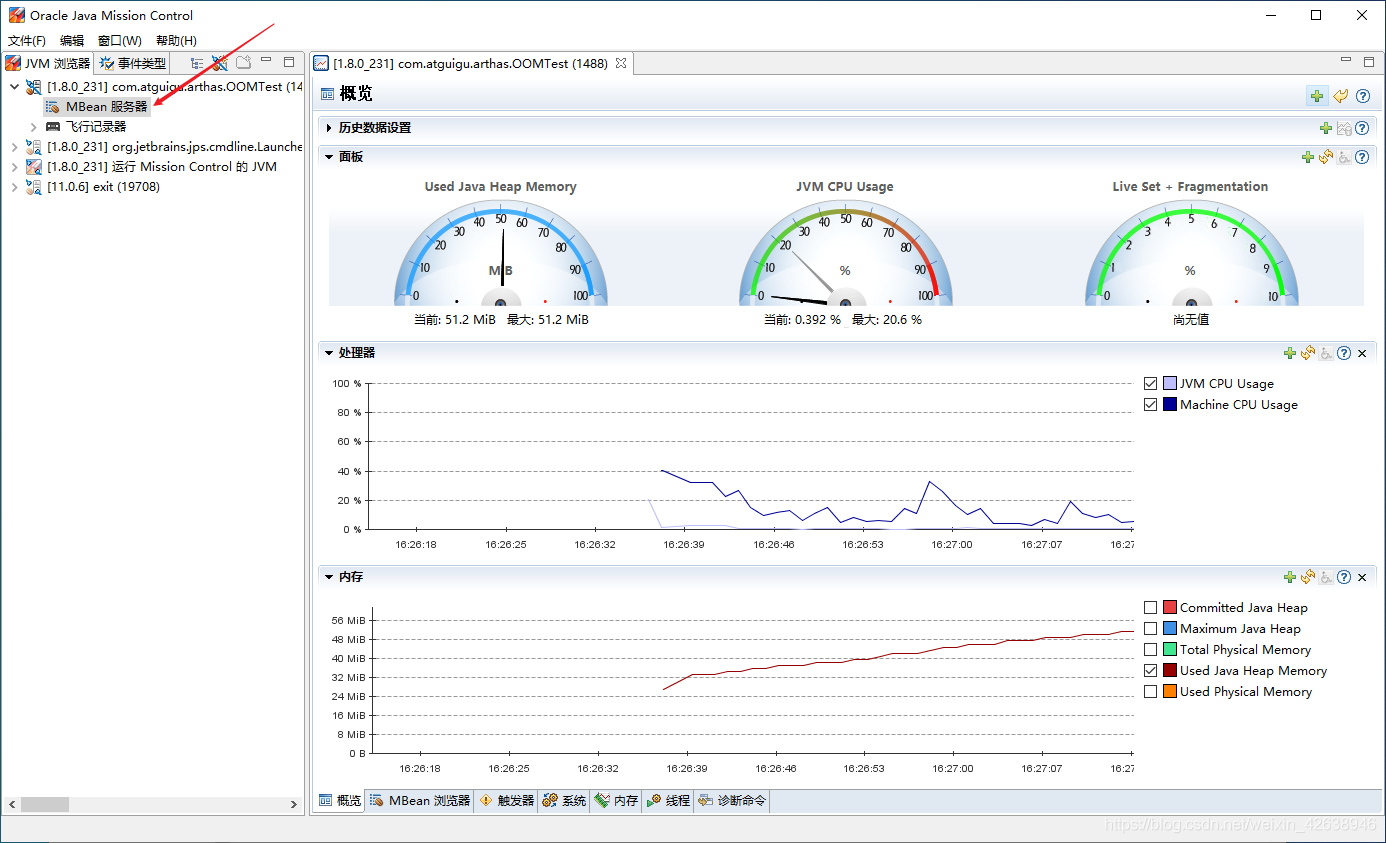 Oracle Java Mission Control
文件(F) 编辑 窗口(W) 帮助(H)
JVM 浏览器 事件类型
[1.8.0_231] com.atguigu.arthas.OOMTest (14
MBean 服务器
飞行记录器
[1.8.0_231] org.jetbrains.jps.cmdline.Launche
[1.8.0_231] 运行 Mission Control 的 JVM
[11.0.6] exit (19708)
[1.8.0_231] com.atguigu.arthas.OOMTest (1488)
概览
历史数据设置
面板
Used Java Heap Memory
0 10 20 30 40 50 60 70 80 90 100
MiB
当前: 51.2 MiB 最大: 51.2 MiB
JVM CPU Usage
0 10 20 30 40 50 60 70 80 90 100
%
当前: 0.392 % 最大: 20.6 %
Live Set + Fragmentation
0 1 2 3 4 5 6 7 8 9 10
%
尚无值
处理器
100 %
80 %
60 %
40 %
20 %
0 %
16:26:18 16:26:25 16:26:32 16:26:39 16:26:46 16:26:53 16:27:00 16:27:07 16:27
JVM CPU Usage
Machine CPU Usage
内存
56 MiB
48 MiB
40 MiB
32 MiB
24 MiB
16 MiB
8 MiB
0 B
16:26:18 16:26:25 16:26:32 16:26:39 16:26:46 16:26:53 16:27:00 16:27:07 16:27
Committed Java Heap
Maximum Java Heap
Total Physical Memory
Used Java Heap Memory
Used Physical Memory
概览 MBean 浏览器 触发器 系统 内存 线程 诊断命令
https://blog.csdn.net/weixin_42638946